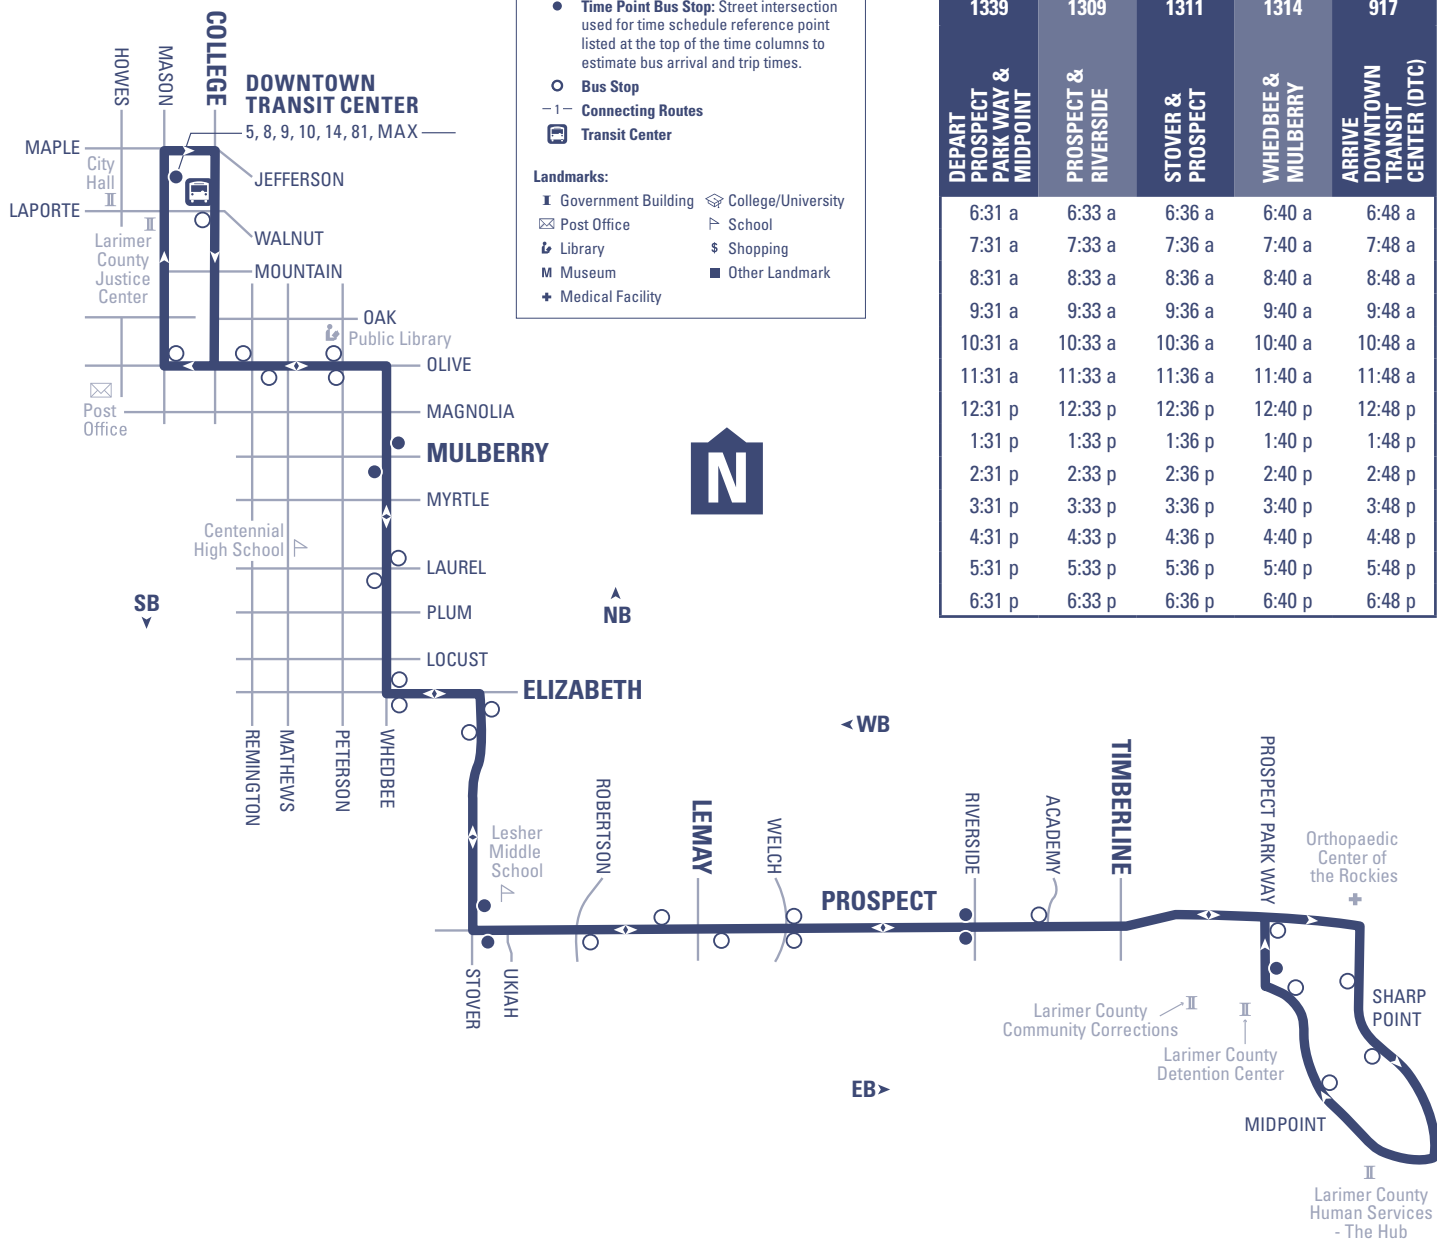 Time Point Bus Stop: Street intersection
used for time schedule reference point
listed at the top of the time columns to
estimate bus arrival and trip times.
Bus Stop
–1– Connecting Routes
Transit Center
Landmarks:
Government Building
College/University
Post Office
School
Library
$ Shopping
M Museum
Other Landmark
Medical Facility
1339 1309 1311 1314 917
DEPART
PROSPECT
PARK WAY &
MIDPOINT
PROSPECT &
RIVERSIDE
STOVER &
PROSPECT
WHEDBEE &
MULBERRY
ARRIVE
DOWNTOWN
TRANSIT
CENTER (DTC)
6:31 a 6:33 a 6:36 a 6:40 a 6:48 a
7:31 a 7:33 a 7:36 a 7:40 a 7:48 a
8:31 a 8:33 a 8:36 a 8:40 a 8:48 a
9:31 a 9:33 a 9:36 a 9:40 a 9:48 a
10:31 a 10:33 a 10:36 a 10:40 a 10:48 a
11:31 a 11:33 a 11:36 a 11:40 a 11:48 a
12:31 p 12:33 p 12:36 p 12:40 p 12:48 p
1:31 p 1:33 p 1:36 p 1:40 p 1:48 p
2:31 p 2:33 p 2:36 p 2:40 p 2:48 p
3:31 p 3:33 p 3:36 p 3:40 p 3:48 p
4:31 p 4:33 p 4:36 p 4:40 p 4:48 p
5:31 p 5:33 p 5:36 p 5:40 p 5:48 p
6:31 p 6:33 p 6:36 p 6:40 p 6:48 p
HOWES
MASON
COLLEGE
DOWNTOWN
TRANSIT CENTER
5, 8, 9, 10, 14, 81, MAX
MAPLE
City
Hall
JEFFERSON
LAPORTE
WALNUT
Larimer
County
Justice
Center
MOUNTAIN
OAK
Public Library
OLIVE
Post
Office
MAGNOLIA
MULBERRY
N
MYRTLE
Centennial
High School
LAUREL
SB
NB
PLUM
LOCUST
ELIZABETH
WB
REMINGTON
MATHEWS
PETERSON
WHEDBEE
Lesher
Middle
School
ROBERTSON
LEMAY
WELCH
PROSPECT
RIVERSIDE
ACADEMY
TIMBERLINE
PROSPECT PARK WAY
Orthopaedic
Center of
the Rockies
STOVER
UKIAH
SHARP
POINT
Larimer County
Community Corrections
Larimer County
Detention Center
EB
MIDPOINT
Larimer County
Human Services
- The Hub